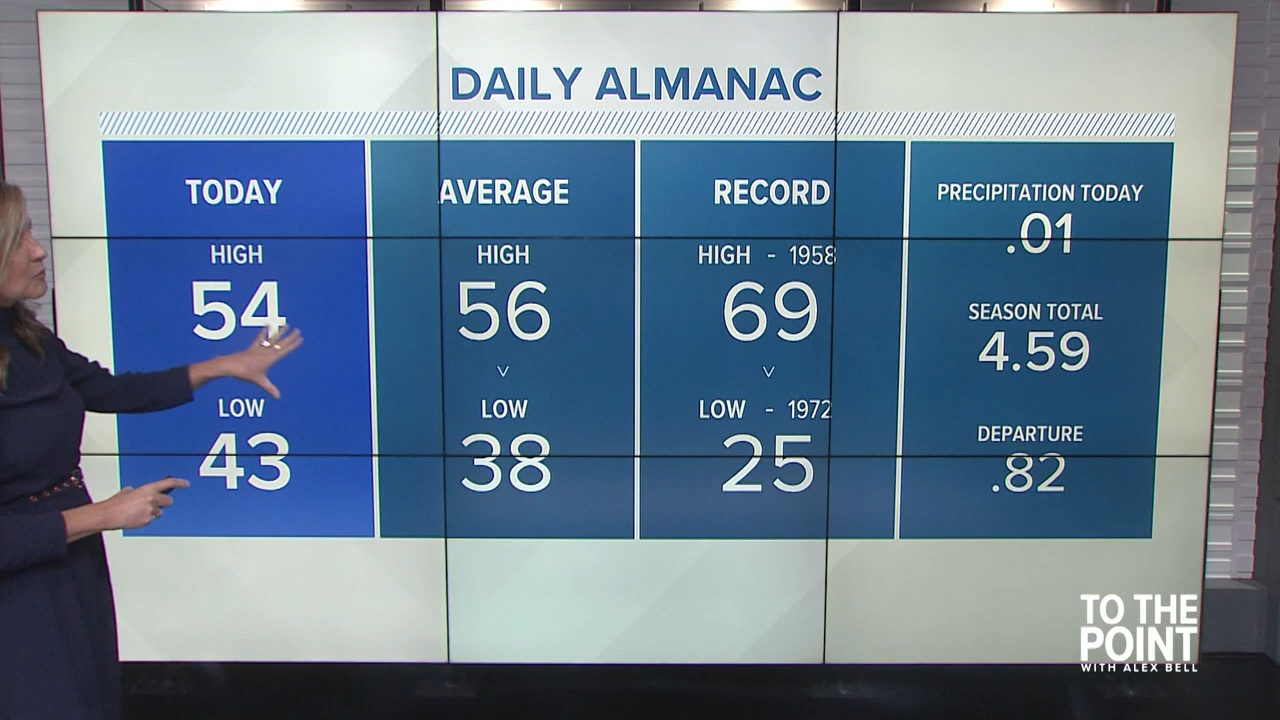 DAILY ALMANAC
TODAY
HIGH
54
LOW
43
AVERAGE
HIGH
56
LOW
38
RECORD
HIGH - 1958
69
LOW - 1972
25
PRECIPITATION TODAY
.01
SEASON TOTAL
4.59
DEPARTURE
.82
TO THE
POINT
WITH ALEX BELL